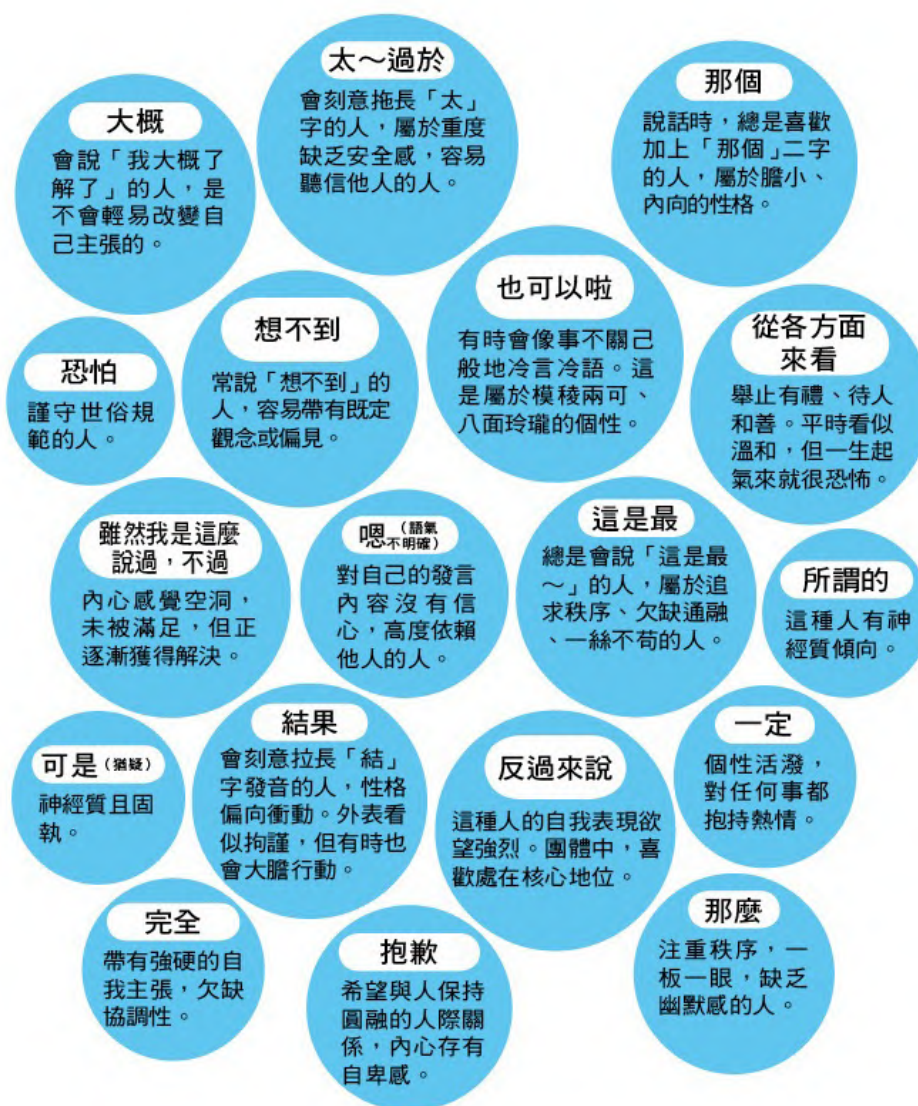 太～過於
會刻意拖長「太」
字的人，屬於重度
缺乏安全感，容易
聽信他人的人。
大概
會說「我大概了
解了」的人，是
不會輕易改變自
己主張的。
那個
說話時，總是喜歡
加上「那個」二字
的人，屬於膽小、
內向的性格。
恐怕
謹守世俗規
範的人。
想不到
常說「想不到」的
人，容易帶有既定
觀念或偏見。
也可以啦
有時會像事不關己
般地冷言冷語。這
是屬於模稜兩可、
八面玲瓏的個性。
從各方面
來看
舉止有禮、待人
和善。平時看似
溫和，但一生起
氣來就很恐怖。
雖然我是這麼
說過，不過
內心感覺空洞，
未被滿足，但正
逐漸獲得解決。
嗯（語氣
不明確）
對自己的發言
內容沒有信
心，高度依賴
他人的人。
這是最
總是會說「這是最
～」的人，屬於追
求秩序、欠缺通融
、一絲不苟的人。
所謂的
這種人有神
經質傾向。
可是（猶疑）
神經質且固
執。
結果
會刻意拉長「結」
字發音的人，性格
偏向衝動。外表看
似拘謹，但有時也
會大膽行動。
反過來說
這種人的自我表現欲
望強烈。團體中，喜
歡處在核心地位。
一定
個性活潑，
對任何事都
抱持熱情。
完全
帶有強硬的自
我主張，欠缺
協調性。
抱歉
希望與人保持
圓融的人際關
係，內心存有
自卑感。
那麼
注重秩序，一
板一眼，缺乏
幽默感的人。